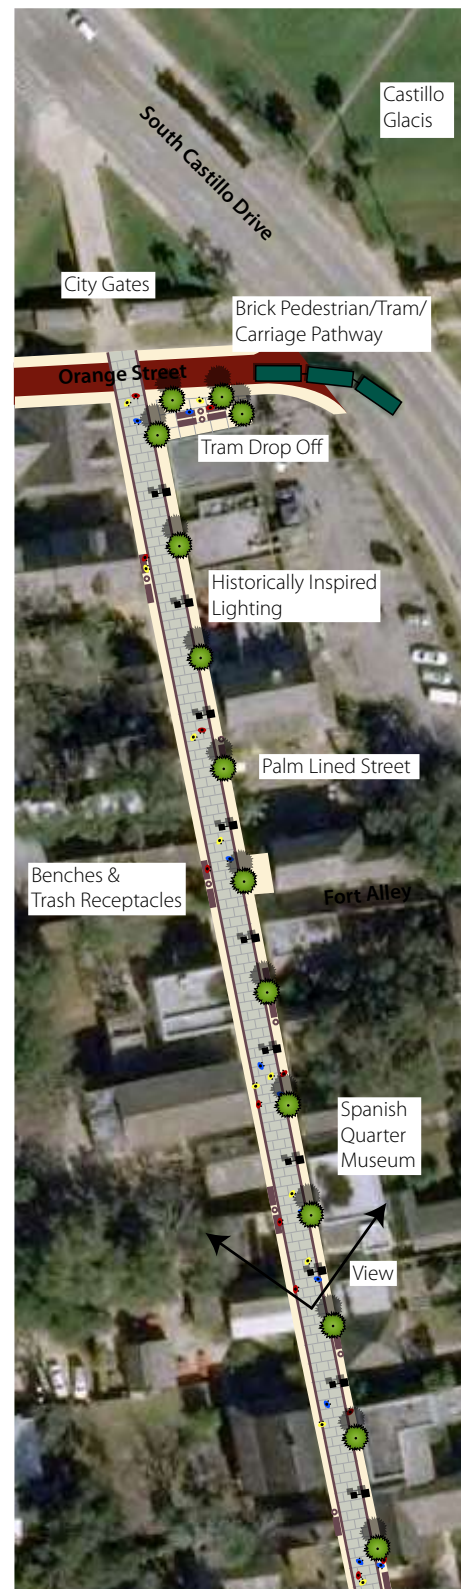 Castillo
Glacis
South Castillo Drive
City Gates
Brick Pedestrian/Tram/
Carriage Pathway
Orange Street
Tram Drop Off
Historically Inspired
Lighting
Palm Lined Street
Benches &
Trash Receptacles
Fort Alley
Spanish
Quarter
Museum
View